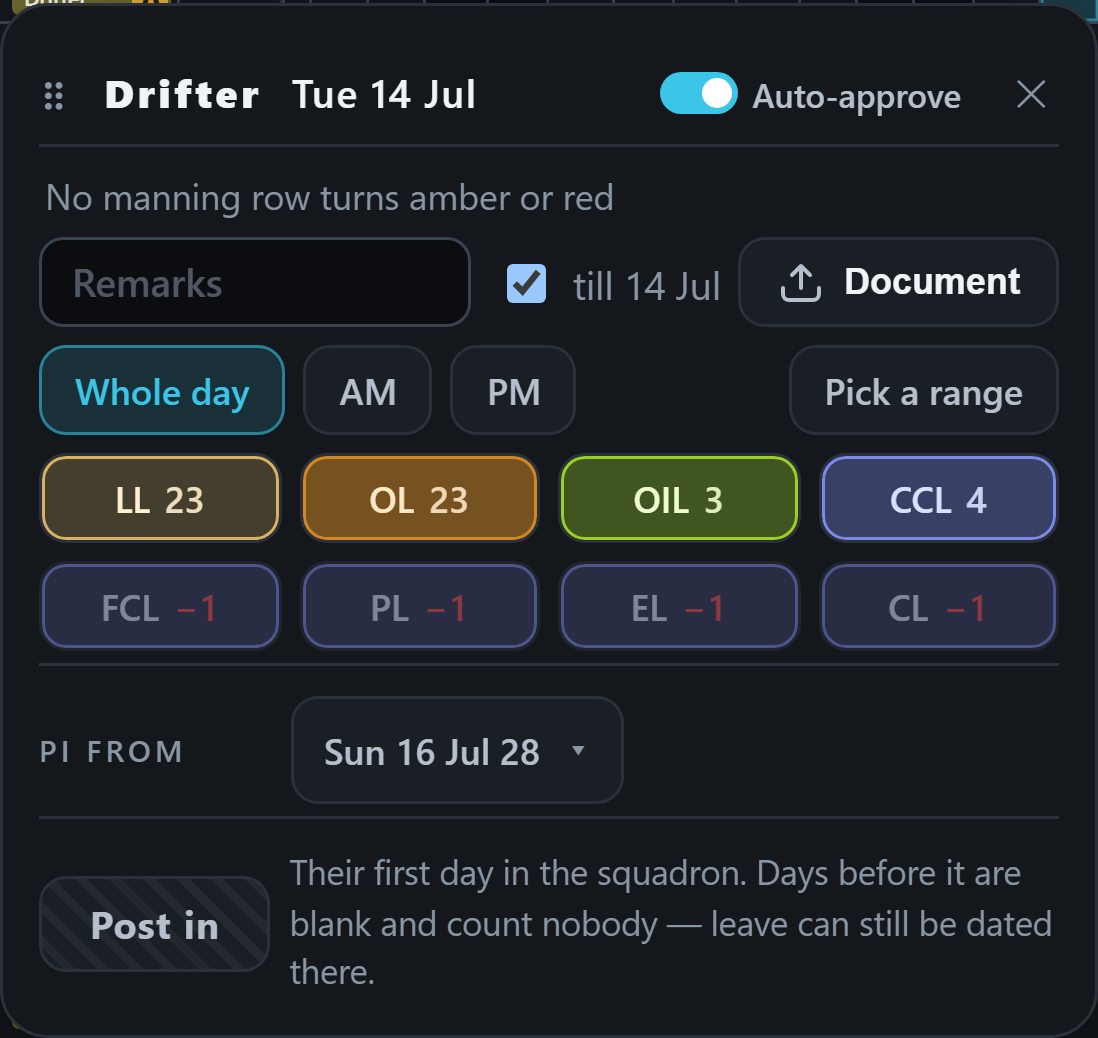 Drifter Tue 14 Jul Auto-approve
No manning row turns amber or red
Remarks till 14 Jul Document
Whole day AM PM Pick a range
LL 23 OL 23 OIL 3 CCL 4
FCL −1 PL −1 EL −1 CL −1
PI FROM Sun 16 Jul 28
Post in
Their first day in the squadron. Days before it are
blank and count nobody — leave can still be dated
there.